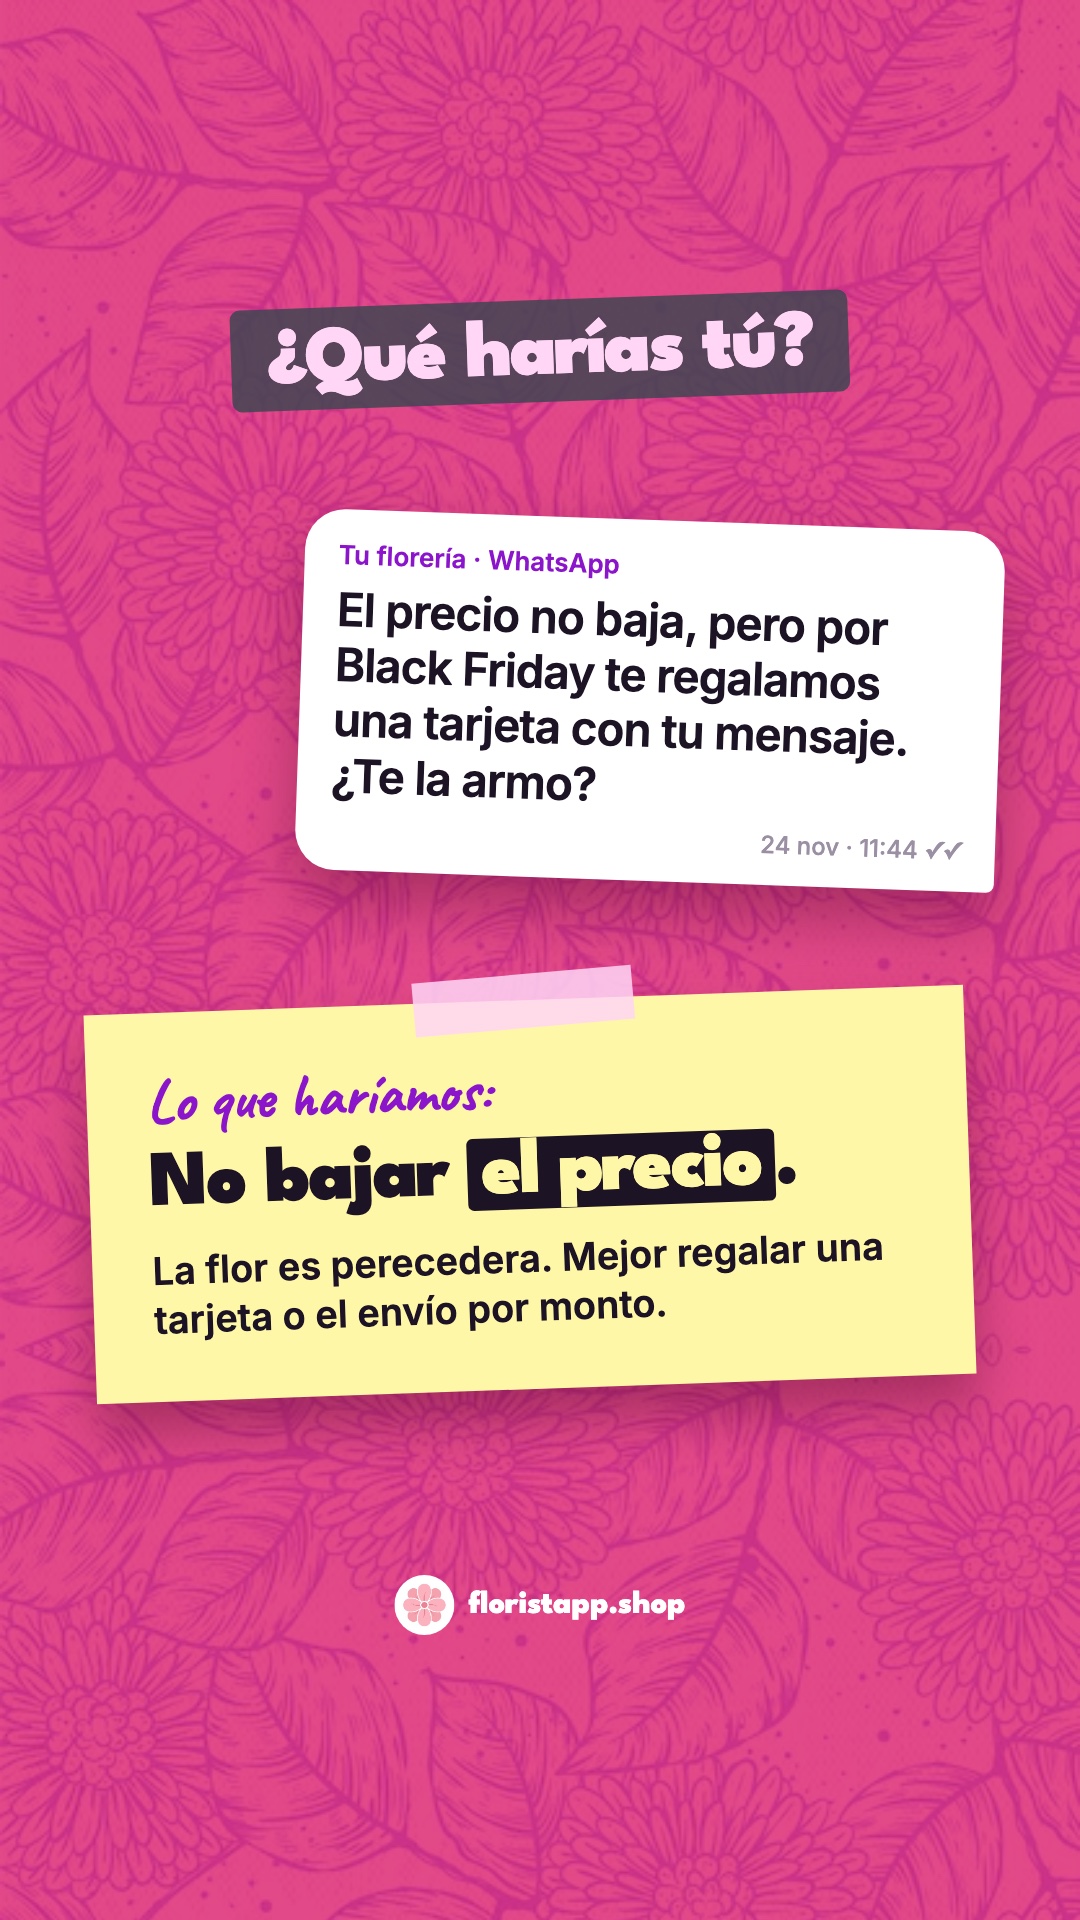 ¿Qué harías tú?
Tu florería · WhatsApp
El precio no baja, pero por
Black Friday te regalamos
una tarjeta con tu mensaje.
¿Te la armo?
24 nov · 11:44 ✓✓
Lo que haríamos:
No bajar el precio.
La flor es perecedera. Mejor regalar una
tarjeta o el envío por monto.
floristapp.shop